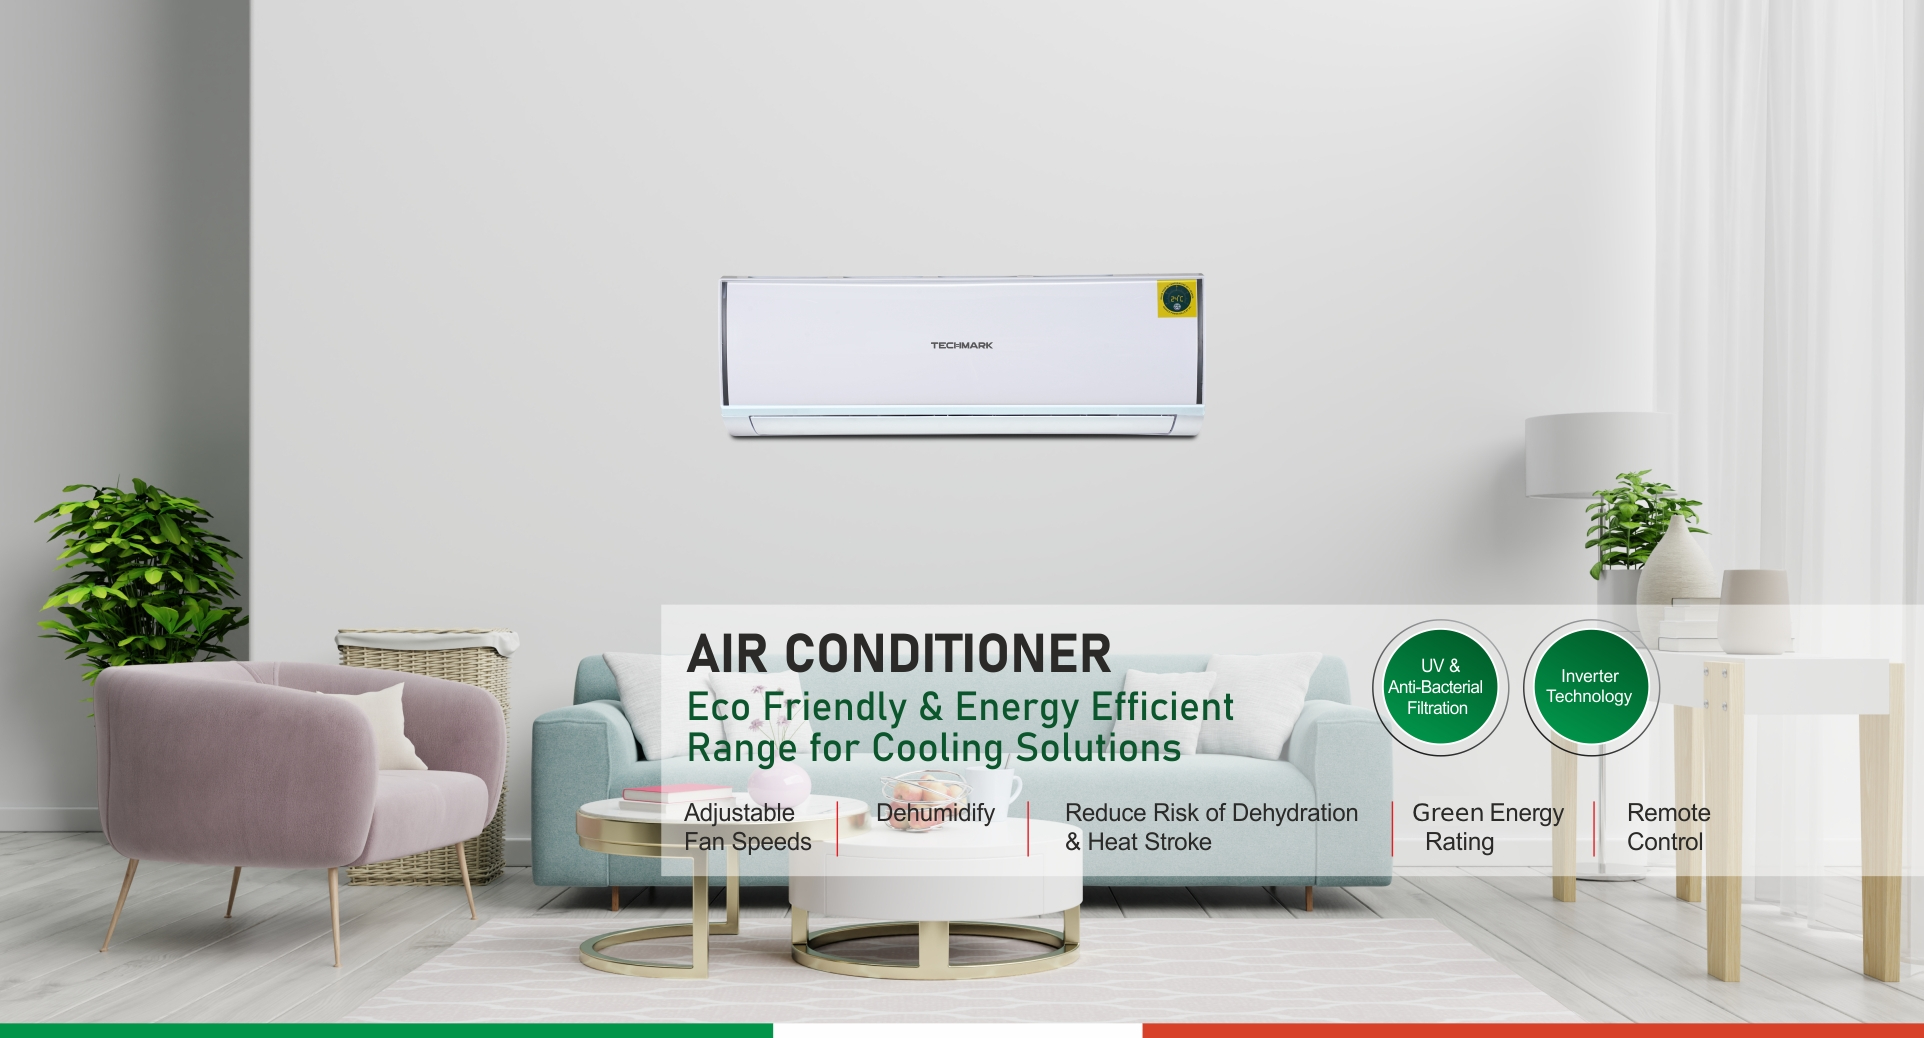 TECHMARK
24°C
AIR CONDITIONER
Eco Friendly & Energy Efficient
Range for Cooling Solutions
UV &
Anti-Bacterial
Filtration
Inverter
Technology
Adjustable
Fan Speeds
Dehumidify
Reduce Risk of Dehydration
& Heat Stroke
Green Energy
Rating
Remote
Control